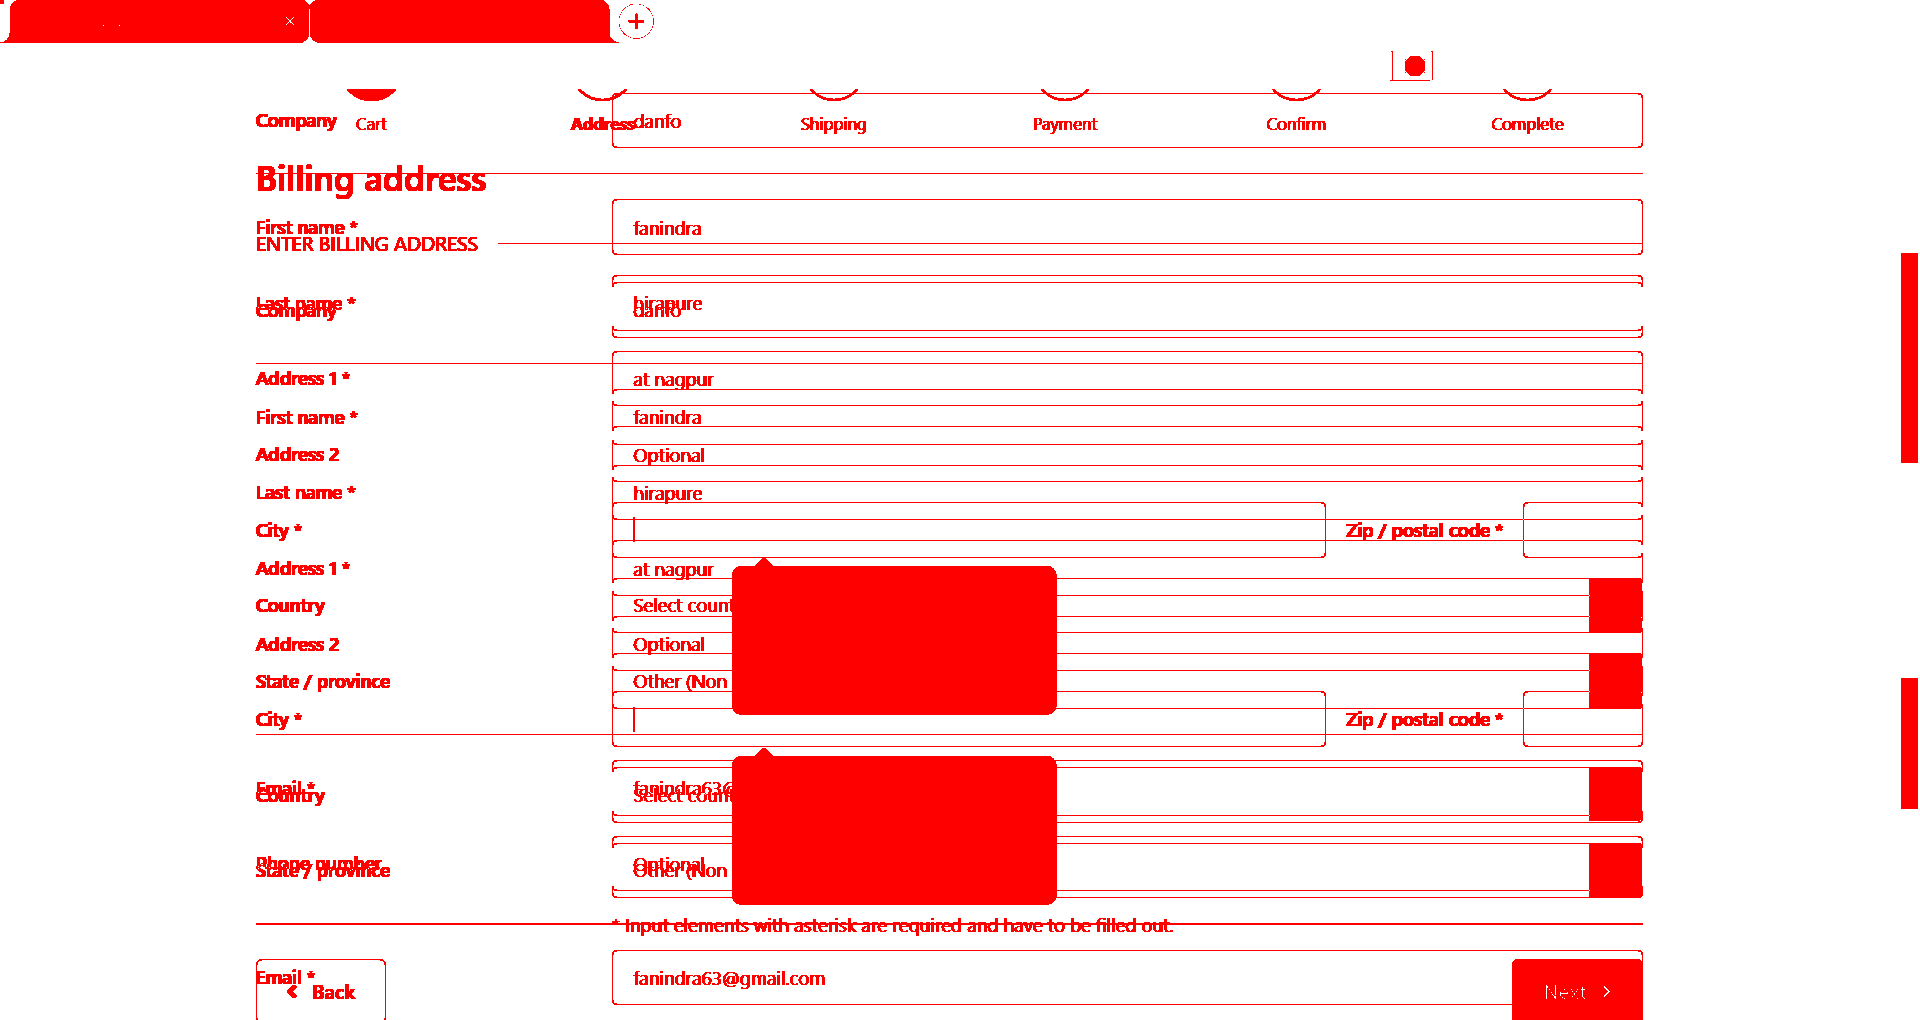 Company Cart Address danfo Shipping Payment Confirm Complete
Billing address
First name * fanindra
ENTER BILLING ADDRESS
Last name * hirapure
Company danfo
Address 1 * at nagpur
First name * fanindra
Address 2 Optional
Last name * hirapure
City * Zip / postal code *
Address 1 * at nagpur
Country Select count
Address 2 Optional
State / province Other (Non
City * Zip / postal code *
Email * fanindra63@
Country Select count
Phone number Optional
State / province Other (Non
* Input elements with asterisk are required and have to be filled out.
Email * fanindra63@gmail.com
Back Next